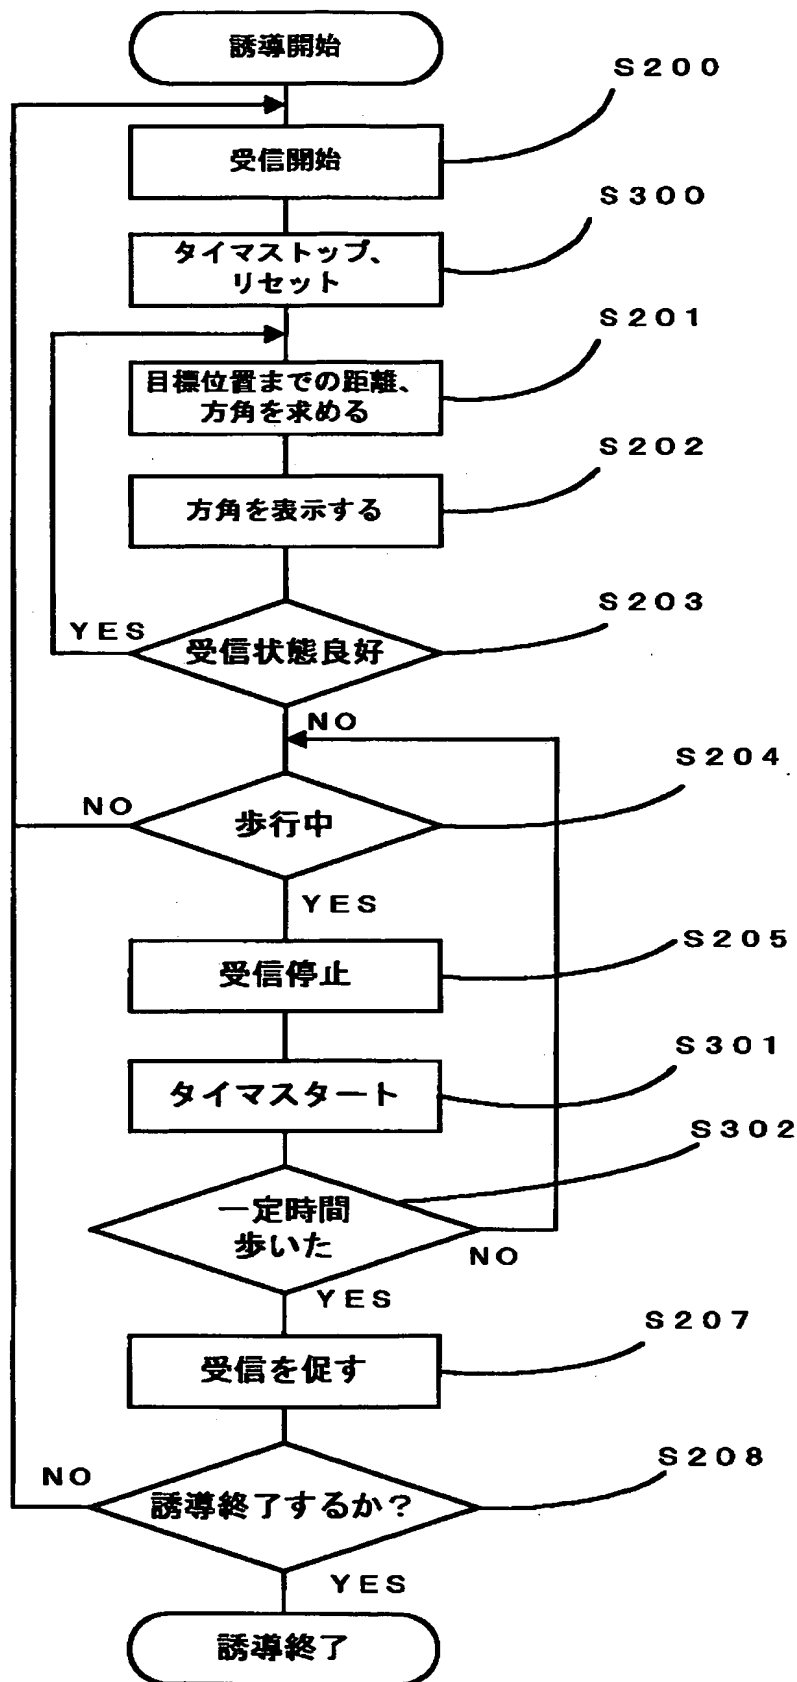 誘導開始
S200
受信開始
S300
タイマストップ、
リセット
S201
目標位置までの距離、
方角を求める
S202
方角を表示する
S203
YES
受信状態良好
NO
S204
NO
歩行中
YES
S205
受信停止
S301
タイマスタート
S302
一定時間
歩いた
NO
YES
S207
受信を促す
S208
NO
誘導終了するか?
YES
誘導終了